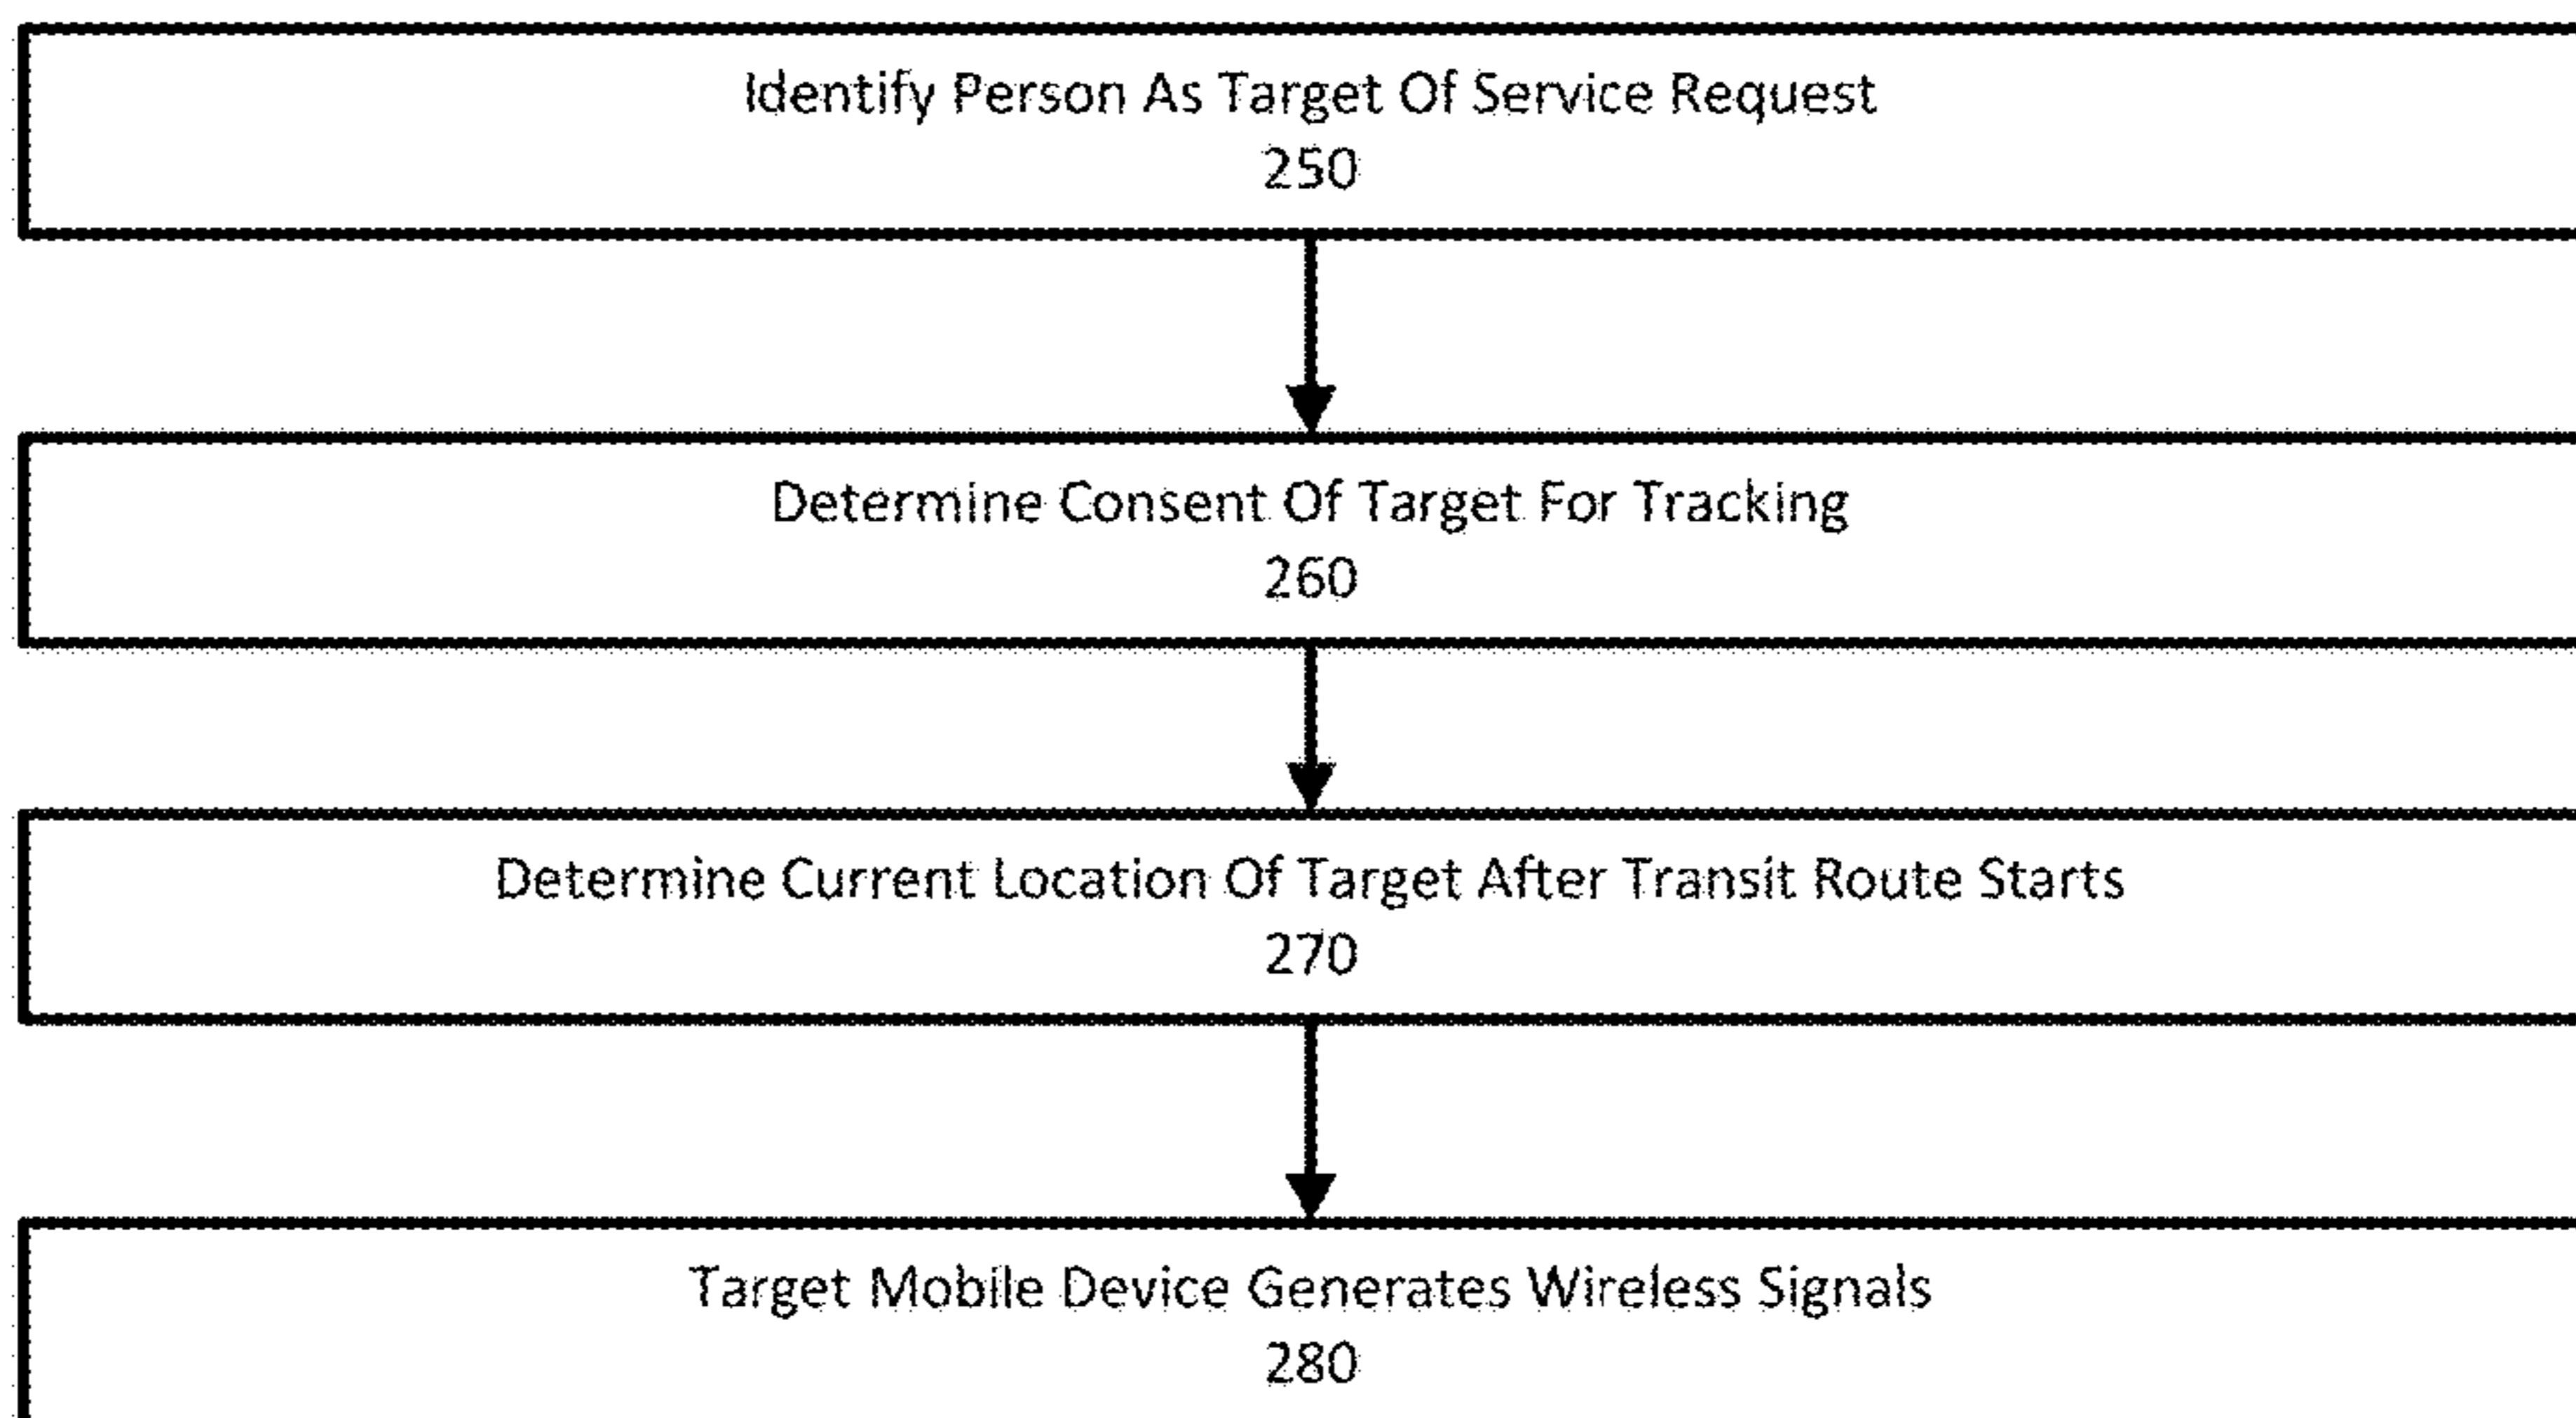 Identify Person As Target Of Service Request
250
Determine Consent Of Target For Tracking
260
Determine Current Location Of Target After Transit Route Starts
270
Target Mobile Device Generates Wireless Signals
280